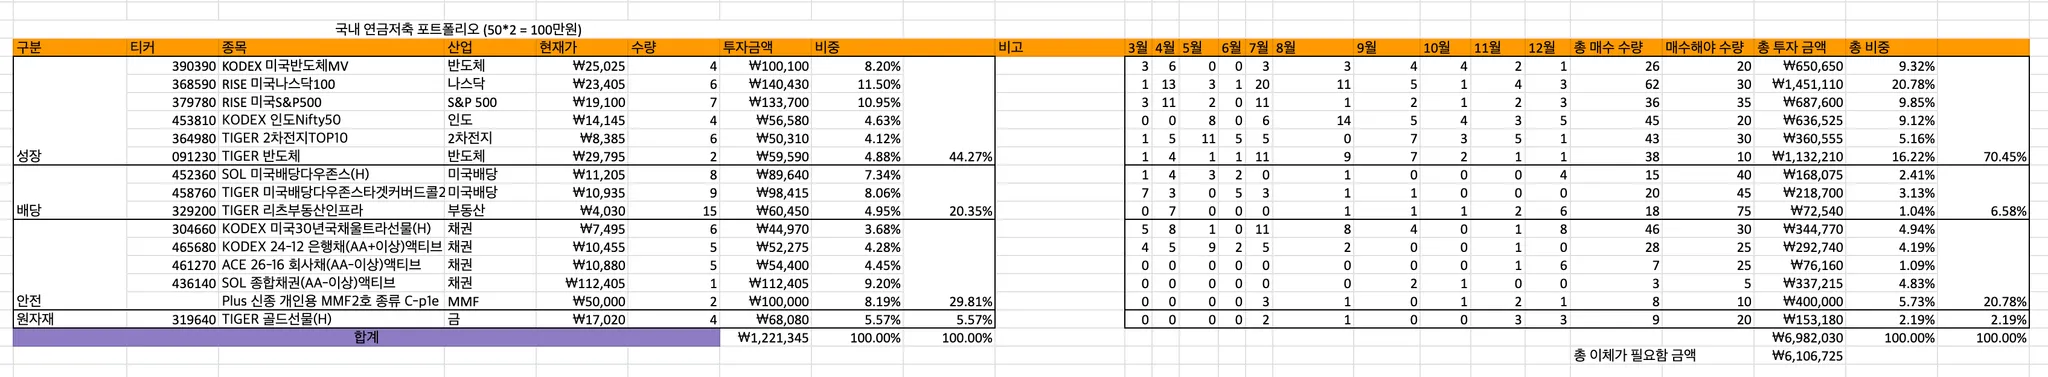 국내 연금저축 포트폴리오 (50*2 = 100만원)
구분 티커 종목 산업 현재가 수량 투자금액 비중 비고 3월 4월 5월 6월 7월 8월 9월 10월 11월 12월 총 매수 수량 매수해야 수량 총 투자 금액 총 비중
390390 KODEX 미국반도체MV 반도체 ₩25,025 4 ₩100,100 8.20% 3 6 0 0 3 3 4 4 2 1 26 20 ₩650,650 9.32%
368590 RISE 미국나스닥100 나스닥 ₩23,405 6 ₩140,430 11.50% 1 13 3 1 20 11 5 1 4 3 62 30 ₩1,451,110 20.78%
379780 RISE 미국S&P500 S&P 500 ₩19,100 7 ₩133,700 10.95% 3 11 2 0 11 1 2 1 2 3 36 35 ₩687,600 9.85%
453810 KODEX 인도Nifty50 인도 ₩14,145 4 ₩56,580 4.63% 0 0 8 0 6 14 5 4 3 5 45 20 ₩636,525 9.12%
364980 TIGER 2차전지TOP10 2차전지 ₩8,385 6 ₩50,310 4.12% 1 5 11 5 5 0 7 3 5 1 43 30 ₩360,555 5.16%
성장 091230 TIGER 반도체 반도체 ₩29,795 2 ₩59,590 4.88% 44.27% 1 4 1 1 11 9 7 2 1 1 38 10 ₩1,132,210 16.22% 70.45%
452360 SOL 미국배당다우존스(H) 미국배당 ₩11,205 8 ₩89,640 7.34% 1 4 3 2 0 1 0 0 0 4 15 40 ₩168,075 2.41%
458760 TIGER 미국배당다우존스타겟커버드콜2 미국배당 ₩10,935 9 ₩98,415 8.06% 7 3 0 5 3 1 1 0 0 0 20 45 ₩218,700 3.13%
배당 329200 TIGER 리츠부동산인프라 부동산 ₩4,030 15 ₩60,450 4.95% 20.35% 0 7 0 0 0 1 1 1 2 6 18 75 ₩72,540 1.04% 6.58%
304660 KODEX 미국30년국채울트라선물(H) 채권 ₩7,495 6 ₩44,970 3.68% 5 8 1 0 11 8 4 0 1 8 46 30 ₩344,770 4.94%
465680 KODEX 24-12 은행채(AA+이상)액티브 채권 ₩10,455 5 ₩52,275 4.28% 4 5 9 2 5 2 0 0 1 0 28 25 ₩292,740 4.19%
461270 ACE 26-16 회사채(AA-이상)액티브 채권 ₩10,880 5 ₩54,400 4.45% 0 0 0 0 0 0 0 0 1 6 7 25 ₩76,160 1.09%
436140 SOL 종합채권(AA-이상)액티브 채권 ₩112,405 1 ₩112,405 9.20% 0 0 0 0 0 0 2 1 0 0 3 5 ₩337,215 4.83%
안전 Plus 신종 개인용 MMF2호 종류 C-p1e MMF ₩50,000 2 ₩100,000 8.19% 29.81% 0 0 0 0 3 1 0 1 2 1 8 10 ₩400,000 5.73% 20.78%
원자재 319640 TIGER 골드선물(H) 금 ₩17,020 4 ₩68,080 5.57% 5.57% 0 0 0 0 2 1 0 0 3 3 9 20 ₩153,180 2.19% 2.19%
합계 ₩1,221,345 100.00% 100.00% ₩6,982,030 100.00% 100.00%
총 이체가 필요함 금액 ₩6,106,725